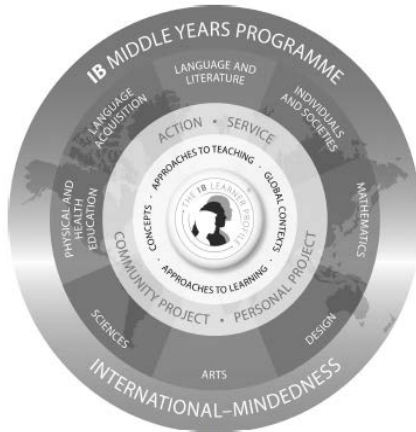 IB MIDDLE YEARS PROGRAMME
LANGUAGE AND
LITERATURE
LANGUAGE
ACQUISITION
INDIVIDUALS
AND SOCIETIES
PHYSICAL AND
HEALTH
EDUCATION
MATHEMATICS
SCIENCES
ARTS
DESIGN
ACTION • SERVICE
COMMUNITY PROJECT • PERSONAL PROJECT
APPROACHES TO TEACHING
CONCEPTS
GLOBAL CONTEXTS
APPROACHES TO LEARNING
THE IB LEARNER PROFILE
INTERNATIONAL–MINDEDNESS